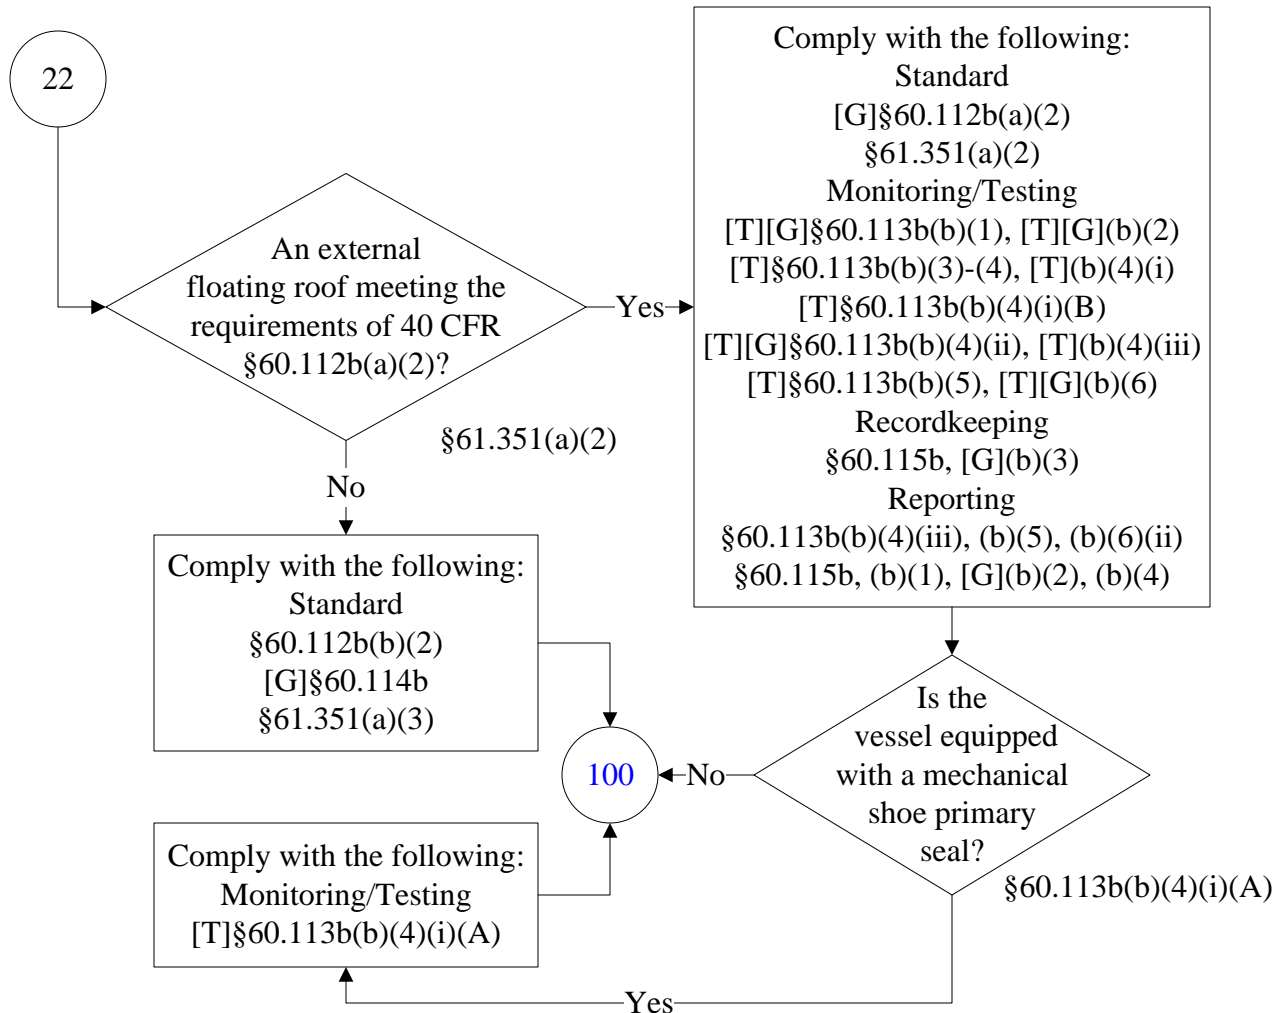 22
An external
floating roof meeting the
requirements of 40 CFR
§60.112b(a)(2)?
§61.351(a)(2)
Yes
Comply with the following:
Standard
[G]§60.112b(a)(2)
§61.351(a)(2)
Monitoring/Testing
[T][G]§60.113b(b)(1), [T][G](b)(2)
[T]§60.113b(b)(3)-(4), [T](b)(4)(i)
[T]§60.113b(b)(4)(i)(B)
[T][G]§60.113b(b)(4)(ii), [T](b)(4)(iii)
[T]§60.113b(b)(5), [T][G](b)(6)
Recordkeeping
§60.115b, [G](b)(3)
Reporting
§60.113b(b)(4)(iii), (b)(5), (b)(6)(ii)
§60.115b, (b)(1), [G](b)(2), (b)(4)
No
Comply with the following:
Standard
§60.112b(b)(2)
[G]§60.114b
§61.351(a)(3)
Is the
vessel equipped
with a mechanical
shoe primary
seal?
§60.113b(b)(4)(i)(A)
No
100
Yes
Comply with the following:
Monitoring/Testing
[T]§60.113b(b)(4)(i)(A)